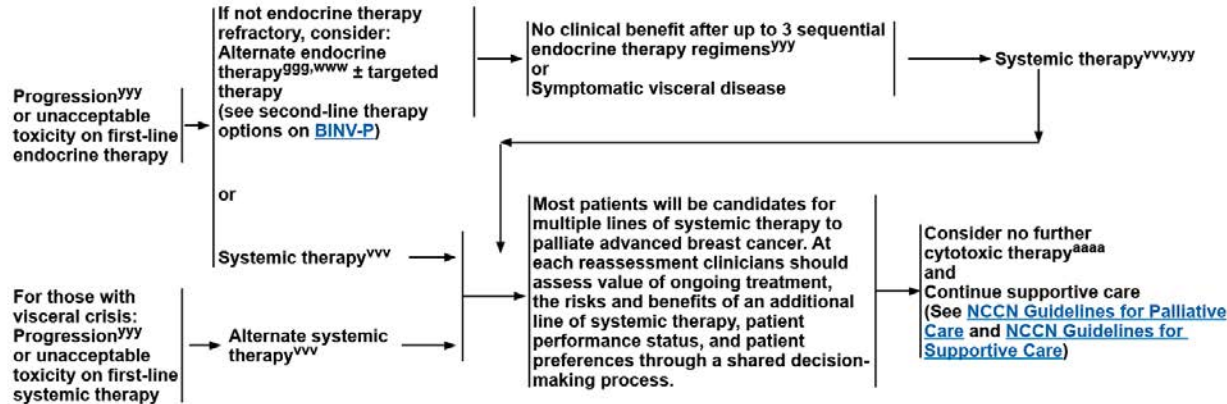 Progressionyyy
or unacceptable
toxicity on first-line
endocrine therapy
If not endocrine therapy
refractory, consider:
Alternate endocrine
therapyggg,www ± targeted
therapy
(see second-line therapy
options on BINV-P)
or
Systemic therapyvvv
No clinical benefit after up to 3 sequential
endocrine therapy regimensyyy
or
Symptomatic visceral disease
Systemic therapyvvv,yyy
For those with
visceral crisis:
Progressionyyy
or unacceptable
toxicity on first-line
systemic therapy
Alternate systemic
therapyvvv
Most patients will be candidates for
multiple lines of systemic therapy to
palliate advanced breast cancer. At
each reassessment clinicians should
assess value of ongoing treatment,
the risks and benefits of an additional
line of systemic therapy, patient
performance status, and patient
preferences through a shared decision-
making process.
Consider no further
cytotoxic therapyaaaa
and
Continue supportive care
(See NCCN Guidelines for Palliative
Care and NCCN Guidelines for
Supportive Care)